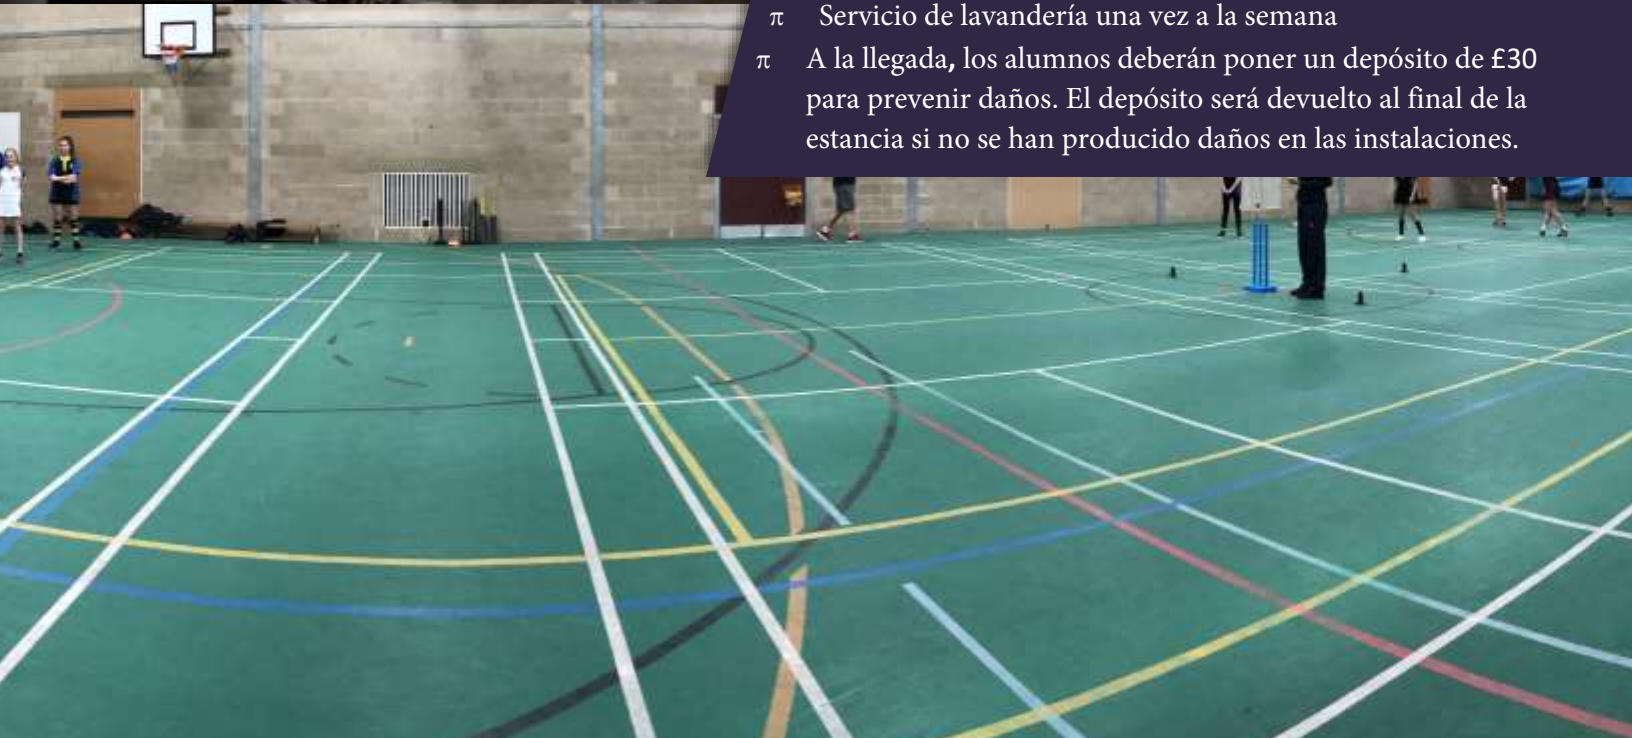 π Servicio de lavandería una vez a la semana
π A la llegada, los alumnos deberán poner un depósito de £30
para prevenir daños. El depósito será devuelto al final de la
estancia si no se han producido daños en las instalaciones.